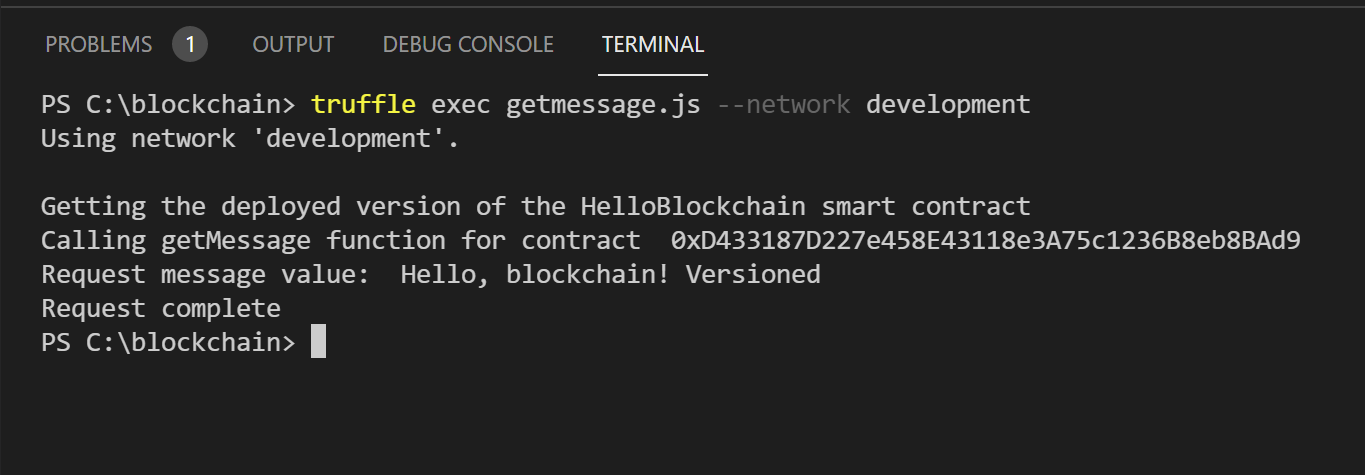 PROBLEMS 1 OUTPUT DEBUG CONSOLE TERMINAL
PS C:\blockchain> truffle exec getmessage.js --network development
Using network 'development'.
Getting the deployed version of the HelloBlockchain smart contract
Calling getMessage function for contract  0xD433187D227e458E43118e3A75c1236B8eb8BAd9
Request message value:  Hello, blockchain! Versioned
Request complete
PS C:\blockchain>